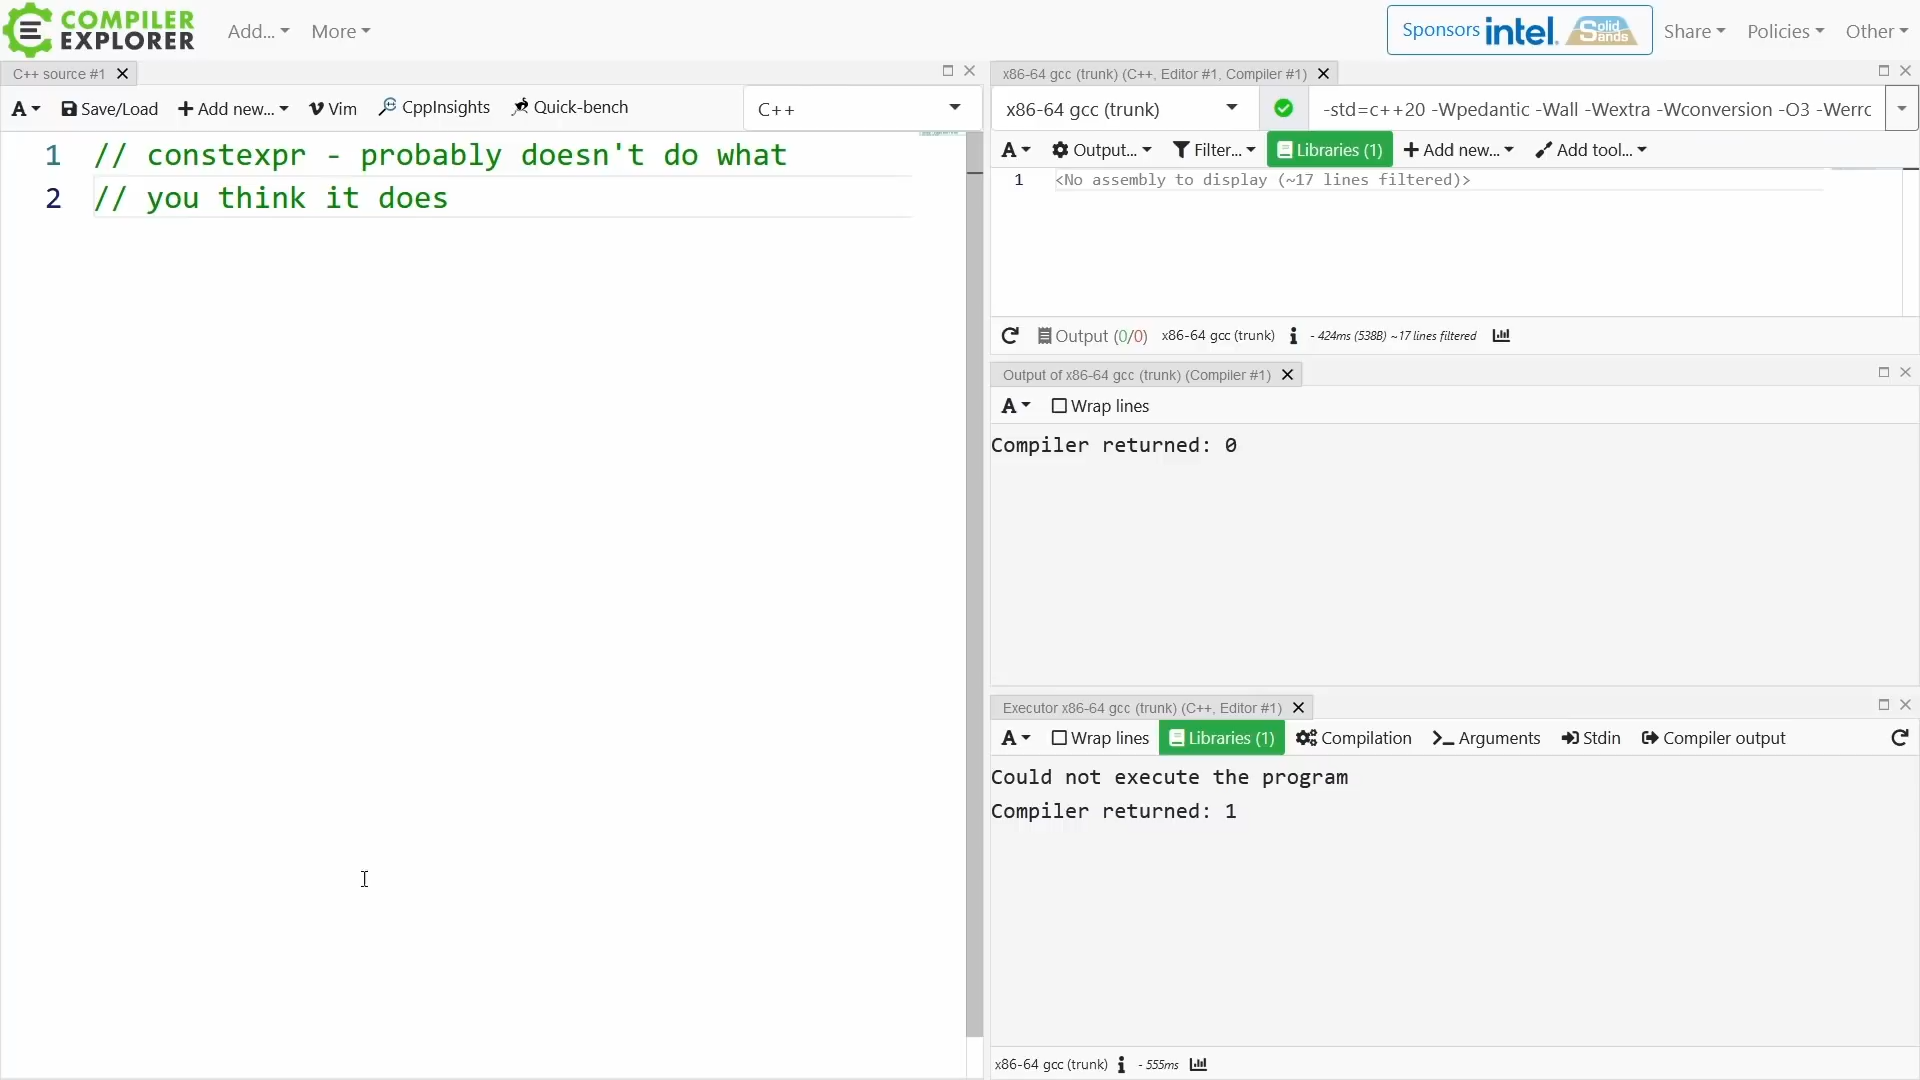 COMPILER
EXPLORER
Add...
More
Sponsors intel. Solid Sands
Share
Policies
Other
C++ source #1
A
Save/Load
Add new...
Vim
CppInsights
Quick-bench
C++
1 // constexpr - probably doesn't do what
2 // you think it does
x86-64 gcc (trunk) (C++, Editor #1, Compiler #1)
x86-64 gcc (trunk)
-std=c++20 -Wpedantic -Wall -Wextra -Wconversion -O3 -Werrc
A
Output...
Filter...
Libraries (1)
Add new...
Add tool...
1 <No assembly to display (~17 lines filtered)>
Output (0/0) x86-64 gcc (trunk) - 424ms (538B) ~17 lines filtered
Output of x86-64 gcc (trunk) (Compiler #1)
A
Wrap lines
Compiler returned: 0
Executor x86-64 gcc (trunk) (C++, Editor #1)
A
Wrap lines
Libraries (1)
Compilation
Arguments
Stdin
Compiler output
Could not execute the program
Compiler returned: 1
x86-64 gcc (trunk) - 555ms